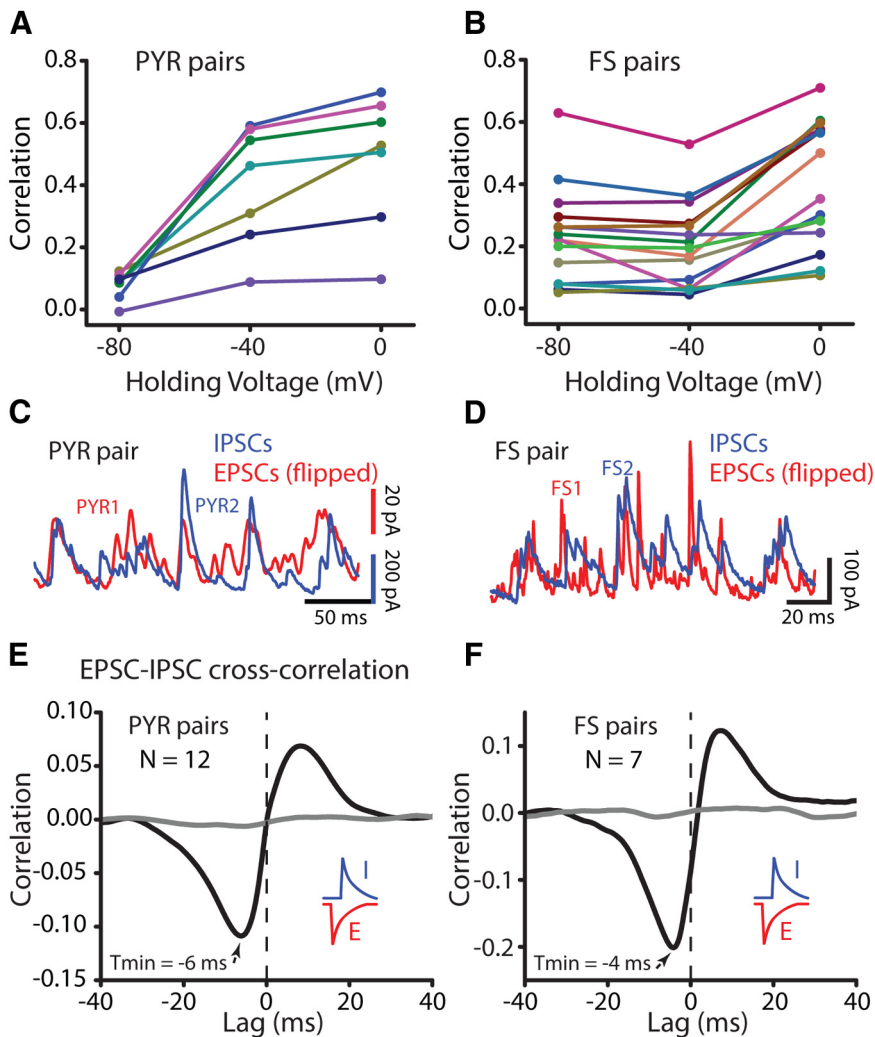 A
PYR pairs
Correlation
0.8
0.6
0.4
0.2
0.0
-80
-40
0
Holding Voltage (mV)
B
FS pairs
Correlation
0.8
0.6
0.4
0.2
0.0
-80
-40
0
Holding Voltage (mV)
C
PYR pair
IPSCs
EPSCs (flipped)
PYR1
PYR2
20 pA
200 pA
50 ms
D
FS pair
IPSCs
EPSCs (flipped)
FS1
FS2
100 pA
20 ms
E
EPSC-IPSC cross-correlation
PYR pairs
N = 12
Correlation
0.10
0.05
0.00
-0.05
-0.10
-0.15
I
E
Tmin = -6 ms
-40
-20
0
20
40
Lag (ms)
F
FS pairs
N = 7
Correlation
0.1
0.0
-0.1
-0.2
I
E
Tmin = -4 ms
-40
-20
0
20
40
Lag (ms)